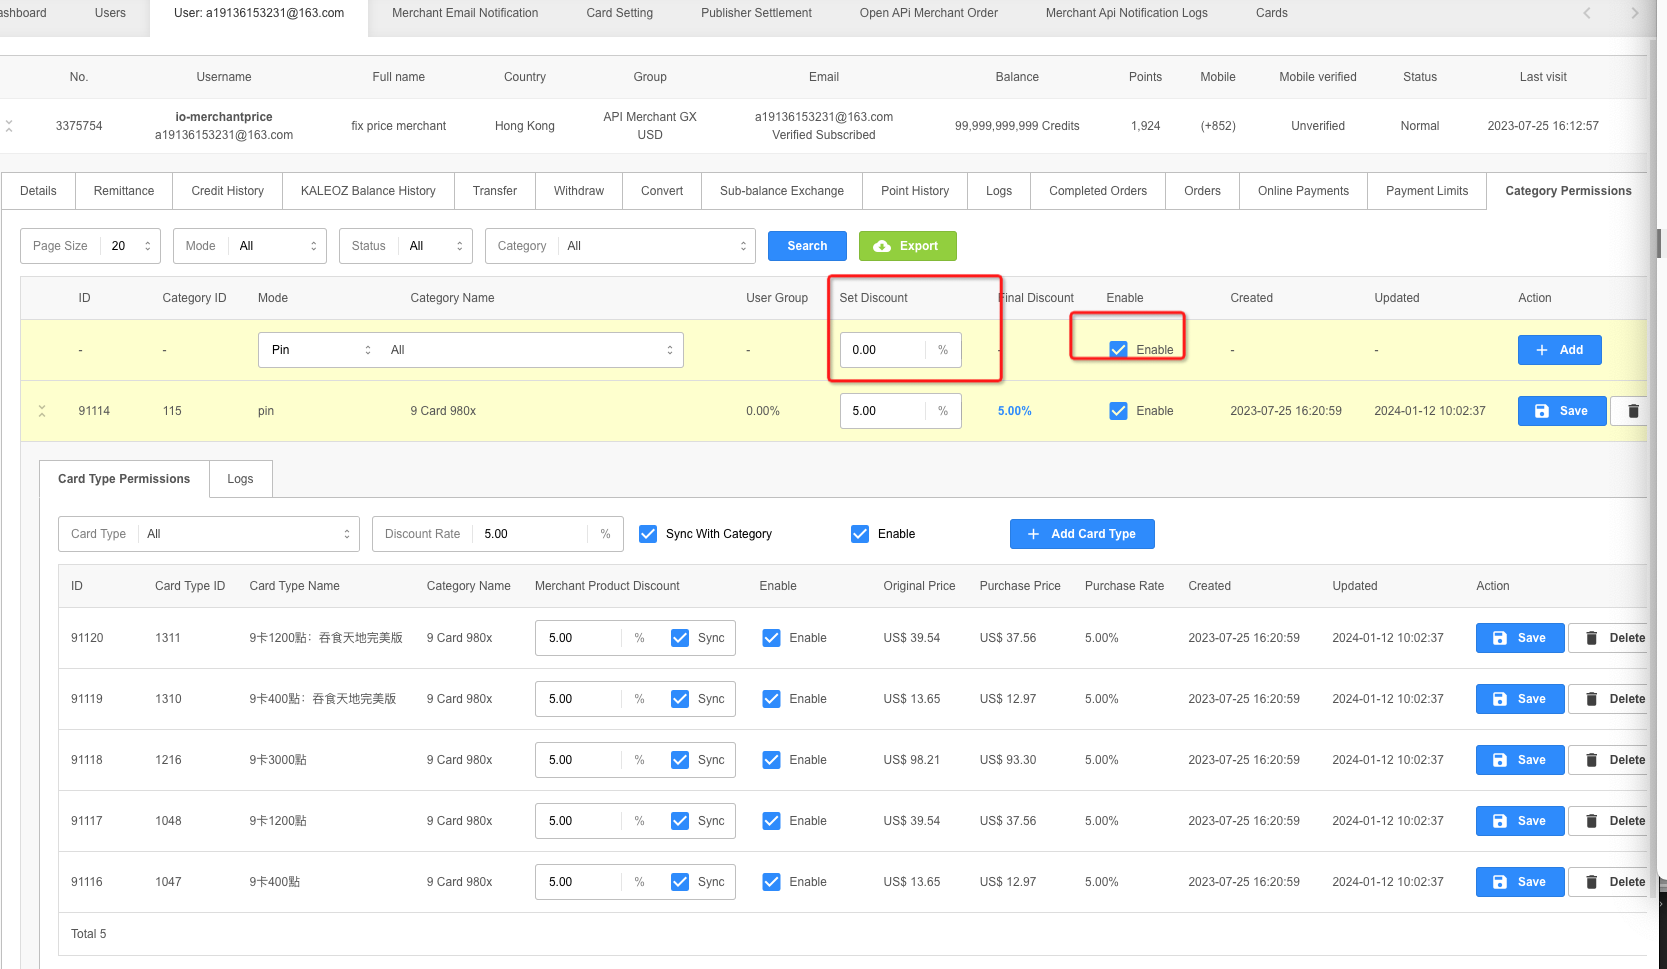 ashboard Users User: a19136153231@163.com Merchant Email Notification Card Setting Publisher Settlement Open APi Merchant Order Merchant Api Notification Logs Cards
No. Username Full name Country Group Email Balance Points Mobile Mobile verified Status Last visit
3375754 io-merchantprice a19136153231@163.com fix price merchant Hong Kong API Merchant GX USD a19136153231@163.com Verified Subscribed 99,999,999,999 Credits 1,924 (+852) Unverified Normal 2023-07-25 16:12:57
Details Remittance Credit History KALEOZ Balance History Transfer Withdraw Convert Sub-balance Exchange Point History Logs Completed Orders Orders Online Payments Payment Limits Category Permissions
Page Size 20 Mode All Status All Category All Search Export
ID Category ID Mode Category Name User Group Set Discount Final Discount Enable Created Updated Action
- - Pin All - 0.00 % - Enable - - + Add
91114 115 pin 9 Card 980x 0.00% 5.00 % 5.00% Enable 2023-07-25 16:20:59 2024-01-12 10:02:37 Save
Card Type Permissions Logs
Card Type All Discount Rate 5.00 % Sync With Category Enable + Add Card Type
ID Card Type ID Card Type Name Category Name Merchant Product Discount Enable Original Price Purchase Price Purchase Rate Created Updated Action
91120 1311 9卡1200點：吞食天地完美版 9 Card 980x 5.00 % Sync Enable US$ 39.54 US$ 37.56 5.00% 2023-07-25 16:20:59 2024-01-12 10:02:37 Save Delete
91119 1310 9卡400點：吞食天地完美版 9 Card 980x 5.00 % Sync Enable US$ 13.65 US$ 12.97 5.00% 2023-07-25 16:20:59 2024-01-12 10:02:37 Save Delete
91118 1216 9卡3000點 9 Card 980x 5.00 % Sync Enable US$ 98.21 US$ 93.30 5.00% 2023-07-25 16:20:59 2024-01-12 10:02:37 Save Delete
91117 1048 9卡1200點 9 Card 980x 5.00 % Sync Enable US$ 39.54 US$ 37.56 5.00% 2023-07-25 16:20:59 2024-01-12 10:02:37 Save Delete
91116 1047 9卡400點 9 Card 980x 5.00 % Sync Enable US$ 13.65 US$ 12.97 5.00% 2023-07-25 16:20:59 2024-01-12 10:02:37 Save Delete
Total 5